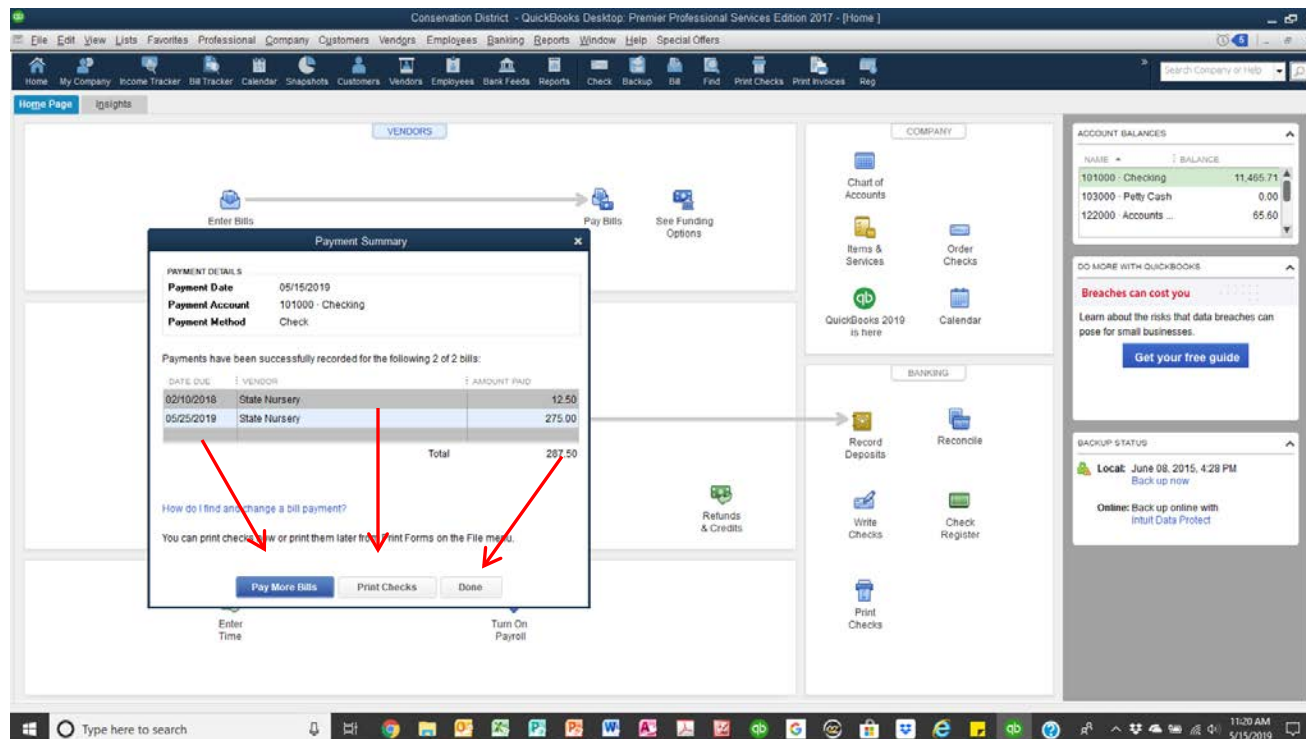 Conservation District - QuickBooks Desktop: Premier Professional Services Edition 2017 - [Home ]
File Edit View Lists Favorites Professional Company Customers Vendors Employees Banking Reports Window Help Special Offers
5
Home My Company Income Tracker Bill Tracker Calendar Snapshots Customers Vendors Employees Bank Feeds Reports Check Backup Bill Find Print Checks Print Invoices Reg
Search Company or Help
Home Page Insights
VENDORS
Enter Bills
Pay Bills
See Funding
Options
Payment Summary
PAYMENT DETAILS
Payment Date 05/15/2019
Payment Account 101000 · Checking
Payment Method Check
Payments have been successfully recorded for the following 2 of 2 bills:
DATE DUE VENDOR AMOUNT PAID
02/10/2018 State Nursery 12.50
05/25/2019 State Nursery 275.00
Total 287.50
How do I find and change a bill payment?
You can print checks now or print them later from Print Forms on the File menu.
Pay More Bills Print Checks Done
Refunds
& Credits
Enter
Time
Turn On
Payroll
COMPANY
Chart of
Accounts
Items &
Services
Order
Checks
qb
QuickBooks 2019
is here
Calendar
BANKING
Record
Deposits
Reconcile
Write
Checks
Check
Register
Print
Checks
ACCOUNT BALANCES
NAME BALANCE
101000 · Checking 11,465.71
103000 · Petty Cash 0.00
122000 · Accounts ... 65.60
DO MORE WITH QUICKBOOKS
Breaches can cost you
Learn about the risks that data breaches can
pose for small businesses.
Get your free guide
BACKUP STATUS
Local: June 08, 2015, 4:28 PM
Back up now
Online: Back up online with
Intuit Data Protect
Type here to search
11:20 AM
5/15/2019